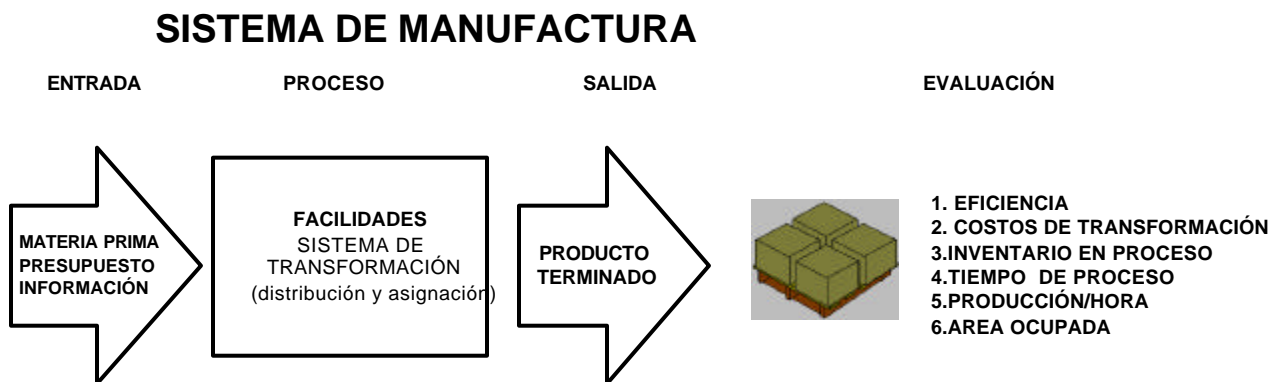 SISTEMA DE MANUFACTURA
ENTRADA
PROCESO
SALIDA
EVALUACIÓN
MATERIA PRIMA
PRESUPUESTO
INFORMACIÓN
FACILIDADES
SISTEMA DE
TRANSFORMACIÓN
(distribución y asignación)
PRODUCTO
TERMINADO
1. EFICIENCIA
2. COSTOS DE TRANSFORMACIÓN
3.INVENTARIO EN PROCESO
4.TIEMPO DE PROCESO
5.PRODUCCIÓN/HORA
6.AREA OCUPADA